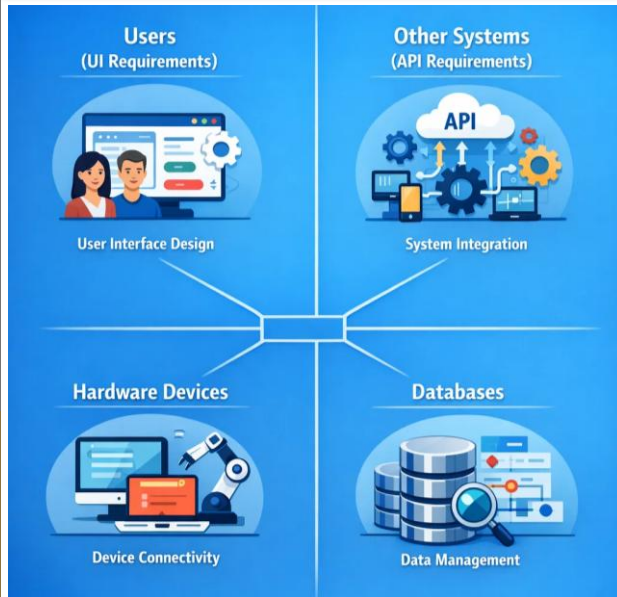 Users
(UI Requirements)
User Interface Design
Other Systems
(API Requirements)
API
System Integration
Hardware Devices
Device Connectivity
Databases
Data Management